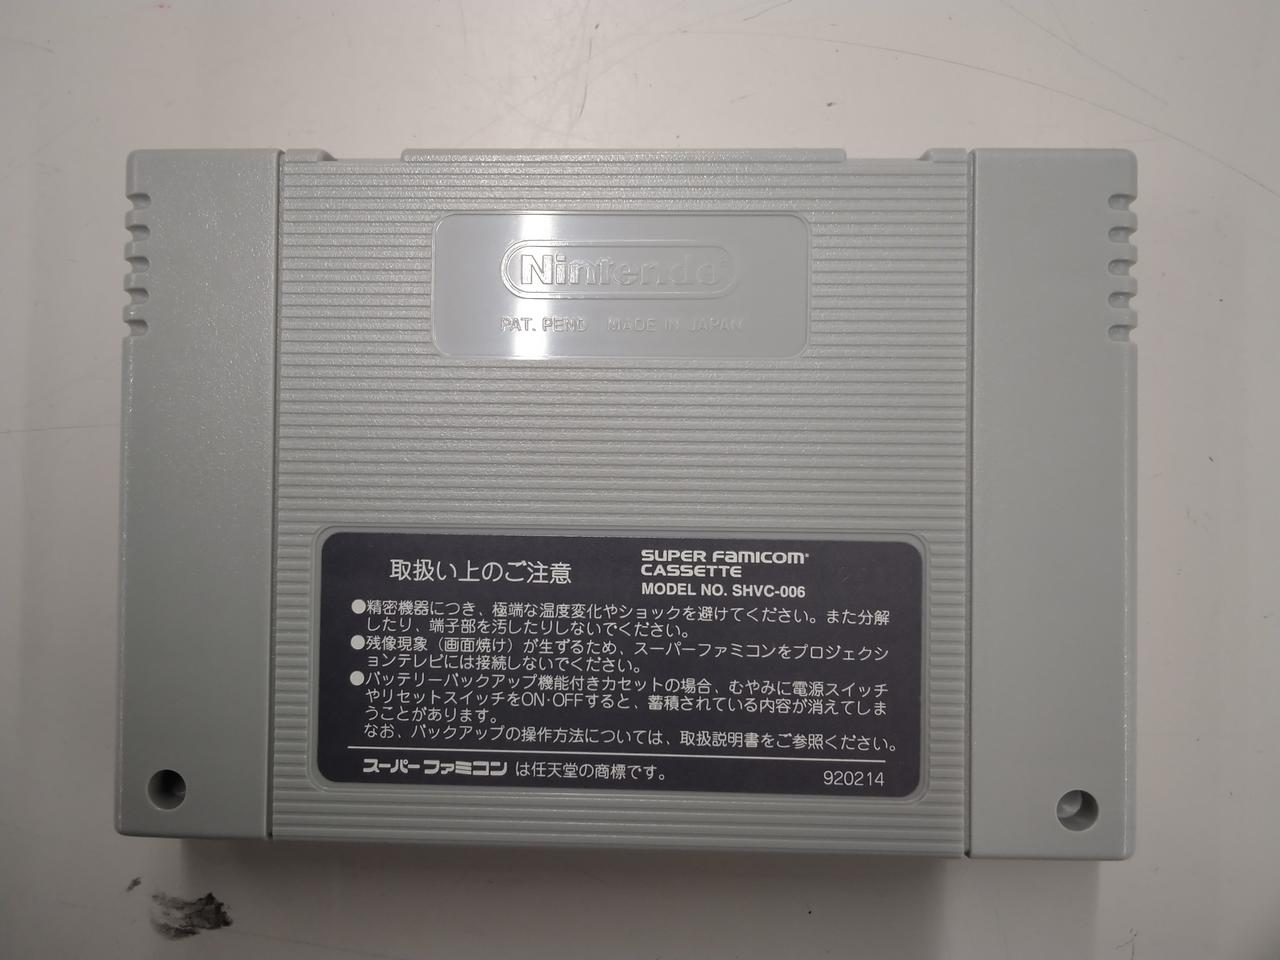 Nintendo
PAT. PEND MADE IN JAPAN
取扱い上のご注意
SUPER FAMICOM
CASSETTE
MODEL NO. SHVC-006
●精密機器につき、極端な温度変化やショックを避けてください。また分解
したり、端子部を汚したりしないでください。
●残像現象（画面焼け）が生ずるため、スーパーファミコンをプロジェクシ
ョンテレビには接続しないでください。
●バッテリーバックアップ機能付きカセットの場合、むやみに電源スイッチ
やリセットスイッチをON・OFFすると、蓄積されている内容が消えてしま
うことがあります。
なお、バックアップの操作方法については、取扱説明書をご参照ください。
スーパーファミコン は任天堂の商標です。
920214